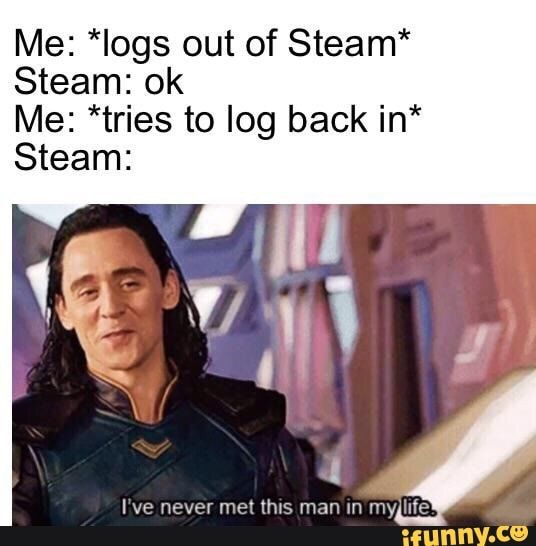 Me: *logs out of Steam*
Steam: ok
Me: *tries to log back in*
Steam:
I've never met this man in my life.
ifunny.co